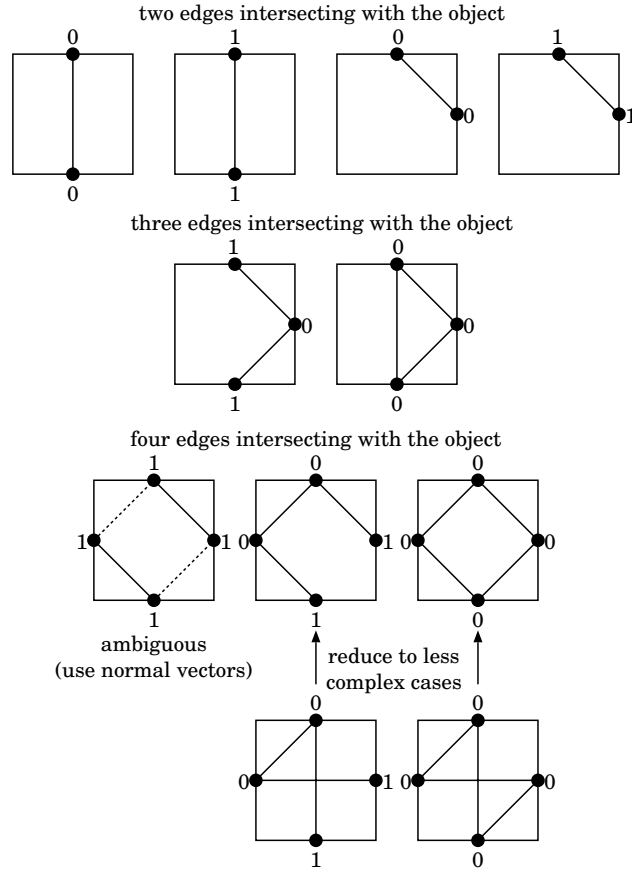 two edges intersecting with the object
0 1 0 1
0 1
0 1
three edges intersecting with the object
1 0
0 0
1 0
four edges intersecting with the object
1 0 0
1 1 0 1 0 0
1 1 0
ambiguous
(use normal vectors)
reduce to less
complex cases
0 0
0 1 0 0
1 0